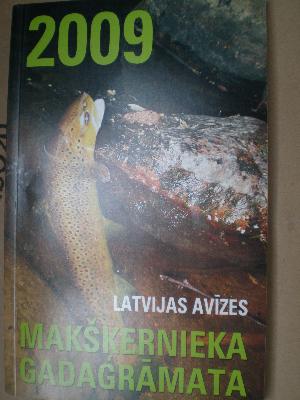 2009
LATVIJAS AVĪZES
MAKŠĶERNIEKA
GADAGRĀMATA